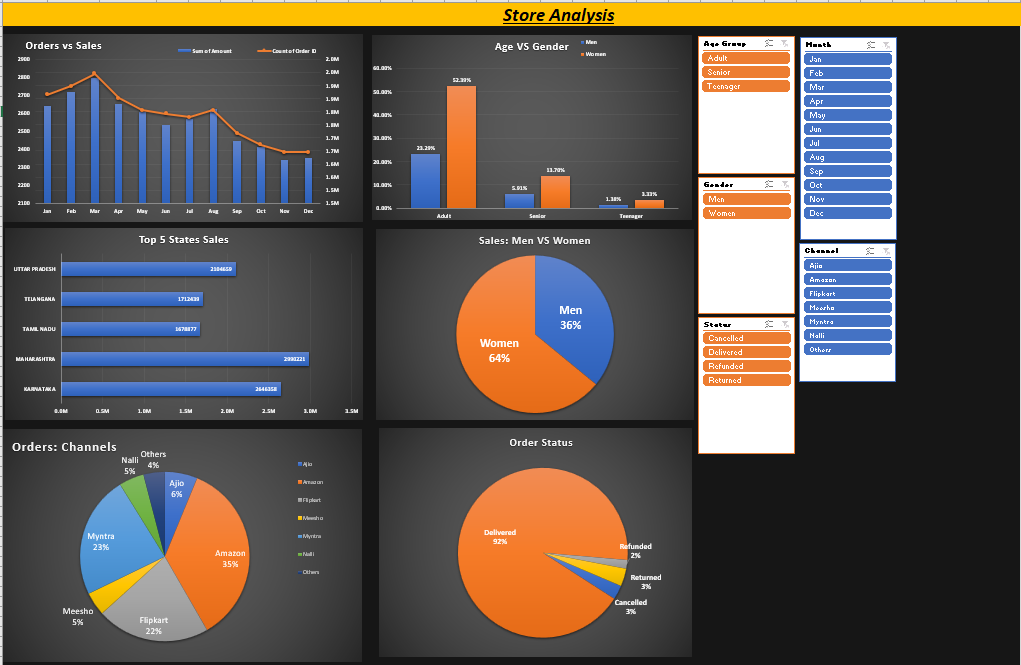 Store Analysis
Orders vs Sales
Sum of Amount
Count of Order ID
2900
2800
2700
2600
2500
2400
2300
2200
2100
2.0M
2.0M
1.9M
1.9M
1.8M
1.8M
1.7M
1.7M
1.6M
1.6M
1.5M
1.5M
Jan Feb Mar Apr May Jun Jul Aug Sep Oct Nov Dec
Age VS Gender
Men
Women
60.00%
50.00%
40.00%
30.00%
20.00%
10.00%
0.00%
23.29%
52.39%
5.91%
13.70%
1.38%
3.33%
Adult Senior Teenager
Top 5 States Sales
UTTAR PRADESH
2104659
TELANGANA
1712439
TAMIL NADU
1678877
MAHARASHTRA
2990221
KARNATAKA
2646358
0.0M 0.5M 1.0M 1.5M 2.0M 2.5M 3.0M 3.5M
Sales: Men VS Women
Men
36%
Women
64%
Orders: Channels
Ajio
6%
Amazon
35%
Flipkart
22%
Meesho
5%
Myntra
23%
Nalli
5%
Others
4%
Ajio
Amazon
Flipkart
Meesho
Myntra
Nalli
Others
Order Status
Delivered
92%
Refunded
2%
Returned
3%
Cancelled
3%
Age Group
Adult
Senior
Teenager
Gender
Men
Women
Status
Cancelled
Delivered
Refunded
Returned
Month
Jan
Feb
Mar
Apr
May
Jun
Jul
Aug
Sep
Oct
Nov
Dec
Channel
Ajio
Amazon
Flipkart
Meesho
Myntra
Nalli
Others